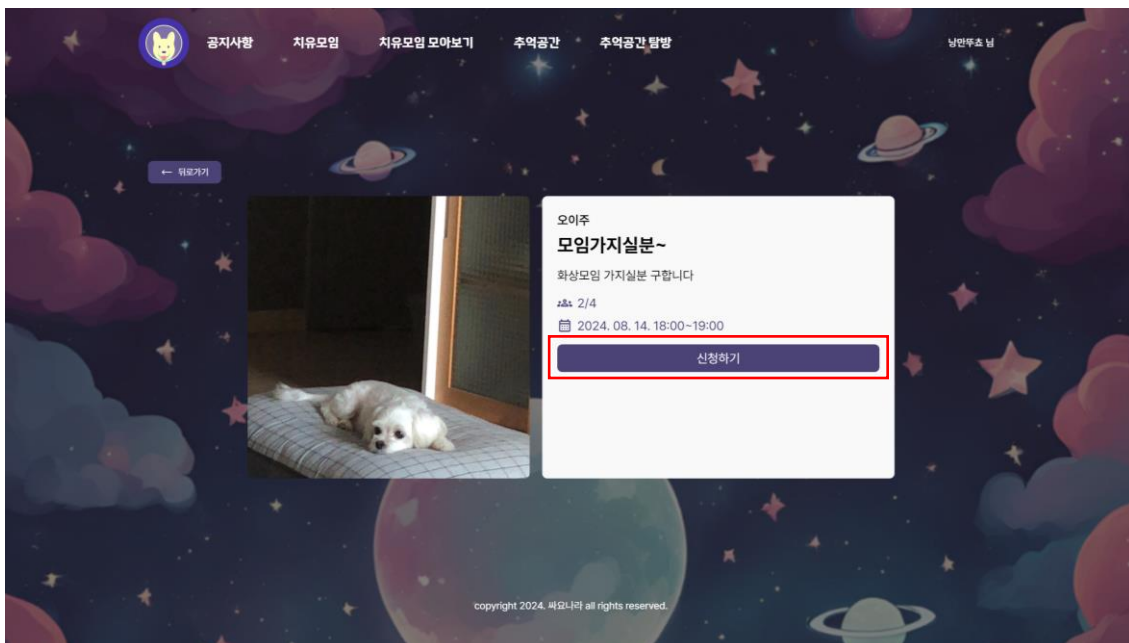 공지사항 치유모임 치유모임 모아보기 추억공간 추억공간 탐방 닝만뚜쵸 님
← 뒤로가기
오이주
모임가지실분~
화상모임 가지실분 구합니다
2/4
2024. 08. 14. 18:00~19:00
신청하기
copyright 2024. 싸요나라 all rights reserved.